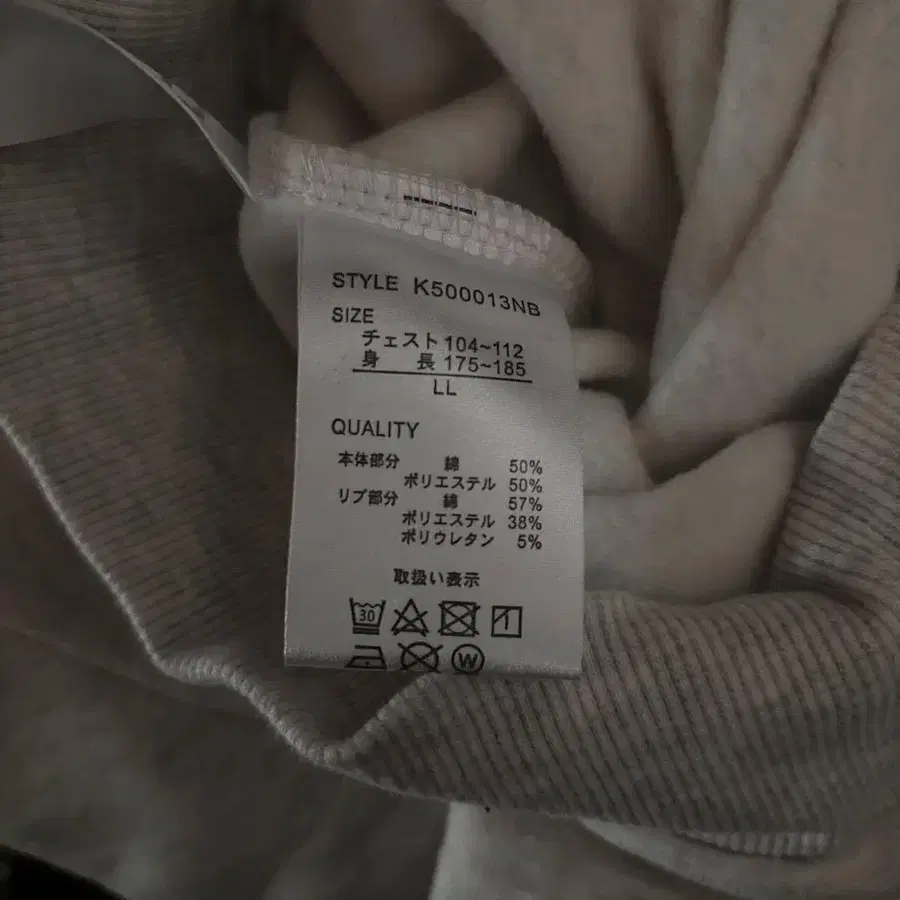 STYLE K500013NB
SIZE
チェスト 104~112
身 長 175~185
LL
QUALITY
本体部分 綿 50%
ポリエステル 50%
リブ部分 綿 57%
ポリエステル 38%
ポリウレタン 5%
取扱い表示
30
W